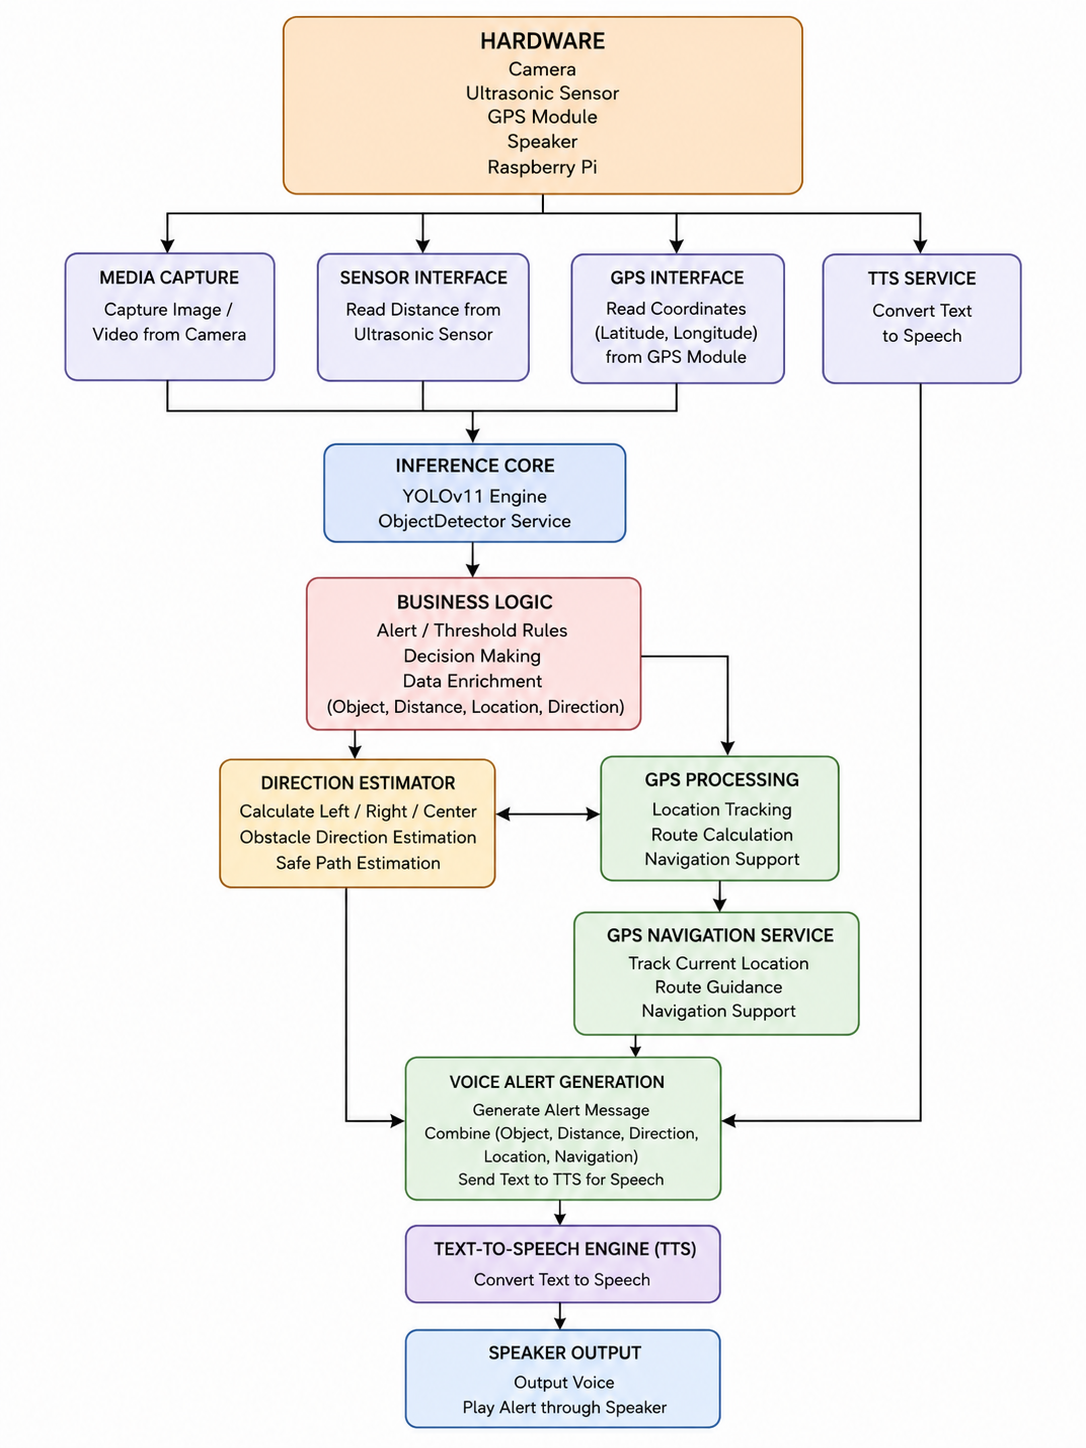 HARDWARE
Camera
Ultrasonic Sensor
GPS Module
Speaker
Raspberry Pi
MEDIA CAPTURE
Capture Image /
Video from Camera
SENSOR INTERFACE
Read Distance from
Ultrasonic Sensor
GPS INTERFACE
Read Coordinates
(Latitude, Longitude)
from GPS Module
TTS SERVICE
Convert Text
to Speech
INFERENCE CORE
YOLOv11 Engine
ObjectDetector Service
BUSINESS LOGIC
Alert / Threshold Rules
Decision Making
Data Enrichment
(Object, Distance, Location, Direction)
DIRECTION ESTIMATOR
Calculate Left / Right / Center
Obstacle Direction Estimation
Safe Path Estimation
GPS PROCESSING
Location Tracking
Route Calculation
Navigation Support
GPS NAVIGATION SERVICE
Track Current Location
Route Guidance
Navigation Support
VOICE ALERT GENERATION
Generate Alert Message
Combine (Object, Distance, Direction,
Location, Navigation)
Send Text to TTS for Speech
TEXT-TO-SPEECH ENGINE (TTS)
Convert Text to Speech
SPEAKER OUTPUT
Output Voice
Play Alert through Speaker